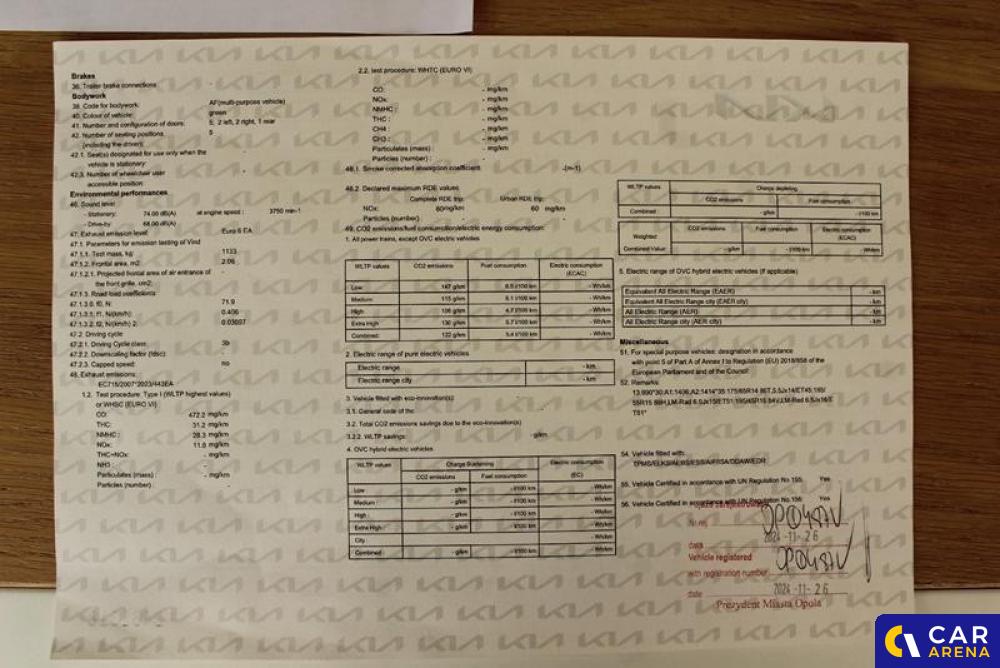 Brakes
36. Trailer brake connections:
Bodywork
38. Code for bodywork: AF(multi-purpose vehicle)
40. Colour of vehicle: green
41. Number and configuration of doors: 5, 2 left, 2 right, 1 rear
42. Number of seating positions: 5
(including the driver):
42.1. Seat(s) designated for use only when the -
vehicle is stationary:
42.3. Number of wheelchair user -
accessible position:
Environmental performances
46. Sound level
- Stationary: 74.00 dB(A) at engine speed: 3750 min-1
- Drive-by: 68.00 dB(A)
47. Exhaust emission level: Euro 6 EA
47.1. Parameters for emission testing of Vind
47.1.1. Test mass, kg: 1133
47.1.2. Frontal area, m2: 2.06
47.1.2.1. Projected frontal area of air entrance of -
the front grille, cm2:
47.1.3. Road load coefficients
47.1.3.0. f0, N: 71.9
47.1.3.1. f1, N/(km/h): 0.406
47.1.3.2. f2, N/(km/h) 2: 0.03697
47.2. Driving cycle
47.2.1. Driving Cycle class: 3b
47.2.2. Downscaling factor (fdsc): -
47.2.3. Capped speed: no
48. Exhaust emissions:
EC715/2007*2023/443EA
1.2. Test procedure: Type I (WLTP highest values)
or WHSC (EURO VI)
CO: 472.2 mg/km
THC: 31.2 mg/km
NMHC: 28.3 mg/km
NOx: 11.8 mg/km
THC+NOx: - mg/km
NH3: -
Particulates (mass): - mg/km
Particles (number): -
2.2. test procedure: WHTC (EURO VI)
CO: - mg/km
NOx: - mg/km
NMHC: - mg/km
THC: - mg/km
CH4: - mg/km
CH3: - mg/km
Particulates (mass): - mg/km
Particles (number): -
48.1. Smoke corrected absorption coefficient: -(m-1)
48.2 Declared maximum RDE values
Complete RDE trip: Urban RDE trip:
NOx: 60mg/km 60 mg/km
Particles (number): - -
49. CO2 emissions/fuel consumption/electric energy consumption:
1. All power trains, except OVC electric vehicles
WLTP values CO2 emissions Fuel consumption Electric consumption (ECAC)
Low 147 g/km 6.5 l/100 km - Wh/km
Medium 115 g/km 5.1 l/100 km - Wh/km
High 106 g/km 4.7 l/100 km - Wh/km
Extra High 130 g/km 5.7 l/100 km - Wh/km
Combined: 122 g/km 5.4 l/100 km - Wh/km
2. Electric range of pure electric vehicles
Electric range - km
Electric range city - km
3. Vehicle fitted with eco-innovation(s)
3.1. General code of the -
3.2. Total CO2 emissions savings due to the eco-innovation(s)
3.2.2. WLTP savings: - g/km
4. OVC hybrid electric vehicles
WLTP values Charge Sustaining Electric consumption (EC)
CO2 emissions Fuel consumption
Low - g/km - l/100 km - Wh/km
Medium - g/km - l/100 km - Wh/km
High - g/km - l/100 km - Wh/km
Extra High - g/km - l/100 km - Wh/km
City - Wh/km
Combined - g/km - l/100 km - Wh/km
WLTP values Charge depleting
CO2 emissions Fuel consumption
Combined: - g/km - l/100 km
Weighted CO2 emissions Fuel consumption Electric consumption (ECAC)
Combined Value: - g/km - l/100 km - Wh/km
5. Electric range of OVC hybrid electric vehicles (if applicable)
Equivalent All Electric Range (EAER) - km
Equivalent All Electric Range city (EAER city) - km
All Electric Range (AER) - km
All Electric Range city (AER city) - km
Miscellaneous
51. For special purpose vehicles: designation in accordance
with point 5 of Part A of Annex I to Regulation (EU) 2018/858 of the
European Parliament and of the Council:
52. Remarks:
T51*
54. Vehicle fitted with:
55. Vehicle Certified in accordance with UN Regulation No 155: Yes
56. Vehicle Certified in accordance with UN Regulation No 156: Yes
Nr rej.
data 2024 -11- 26
Vehicle registered
with registration number
date 2024 -11- 26
Prezydent Miasta Opola
CAR
ARENA